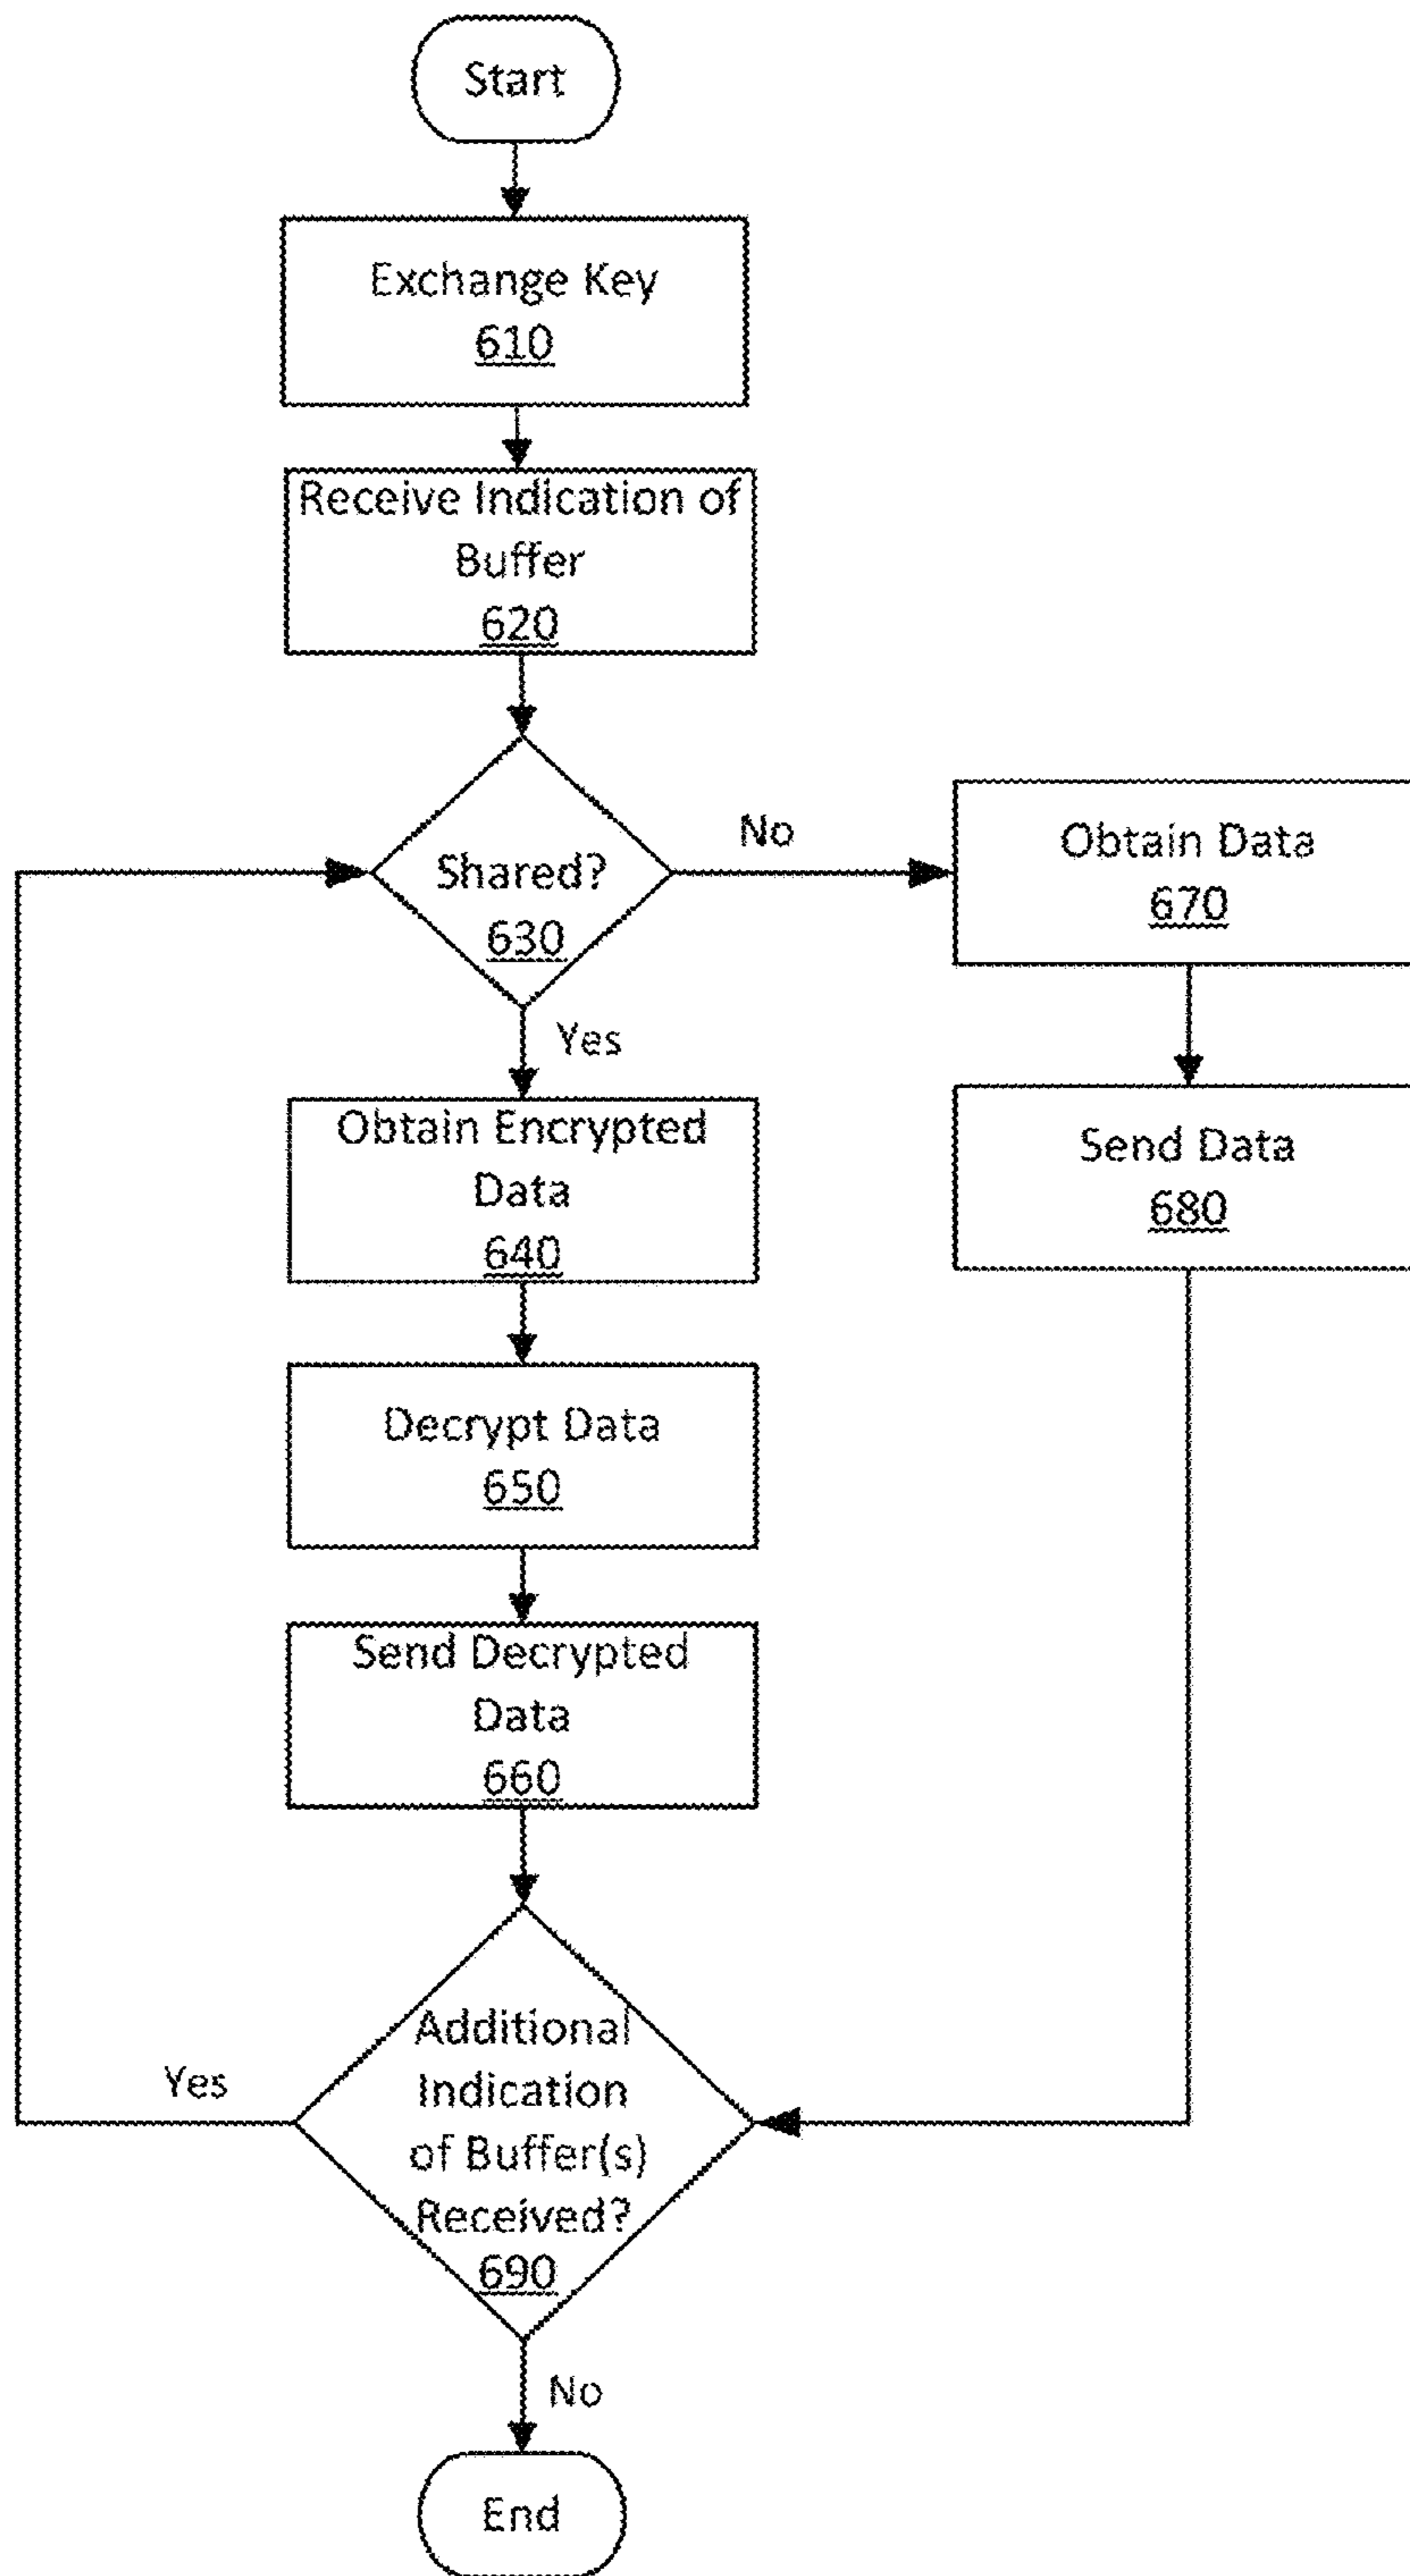 Start
Exchange Key
610
Receive Indication of
Buffer
620
Shared?
630
No
Yes
Obtain Data
670
Send Data
680
Obtain Encrypted
Data
640
Decrypt Data
650
Send Decrypted
Data
660
Additional
Indication
of Buffer(s)
Received?
690
Yes
No
End